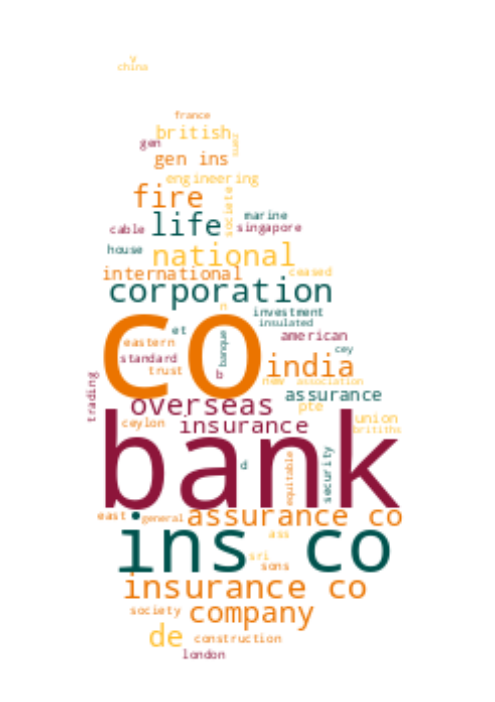 y
china
france
british
gen
gen ins
engineering
fire
societe
life
marine
cable
singapore
house
national
international
ceased
corporation
n
investment
co
et
insulated
eastern
banque
american
cey
standard
india
trust
b
new
association
trading
overseas
assurance
pte
ceylon
insurance
union
britiths
bank
d
equitable
security
east
general
assurance co
ins co
ass
sri
sons
insurance co
society
company
de
construction
london